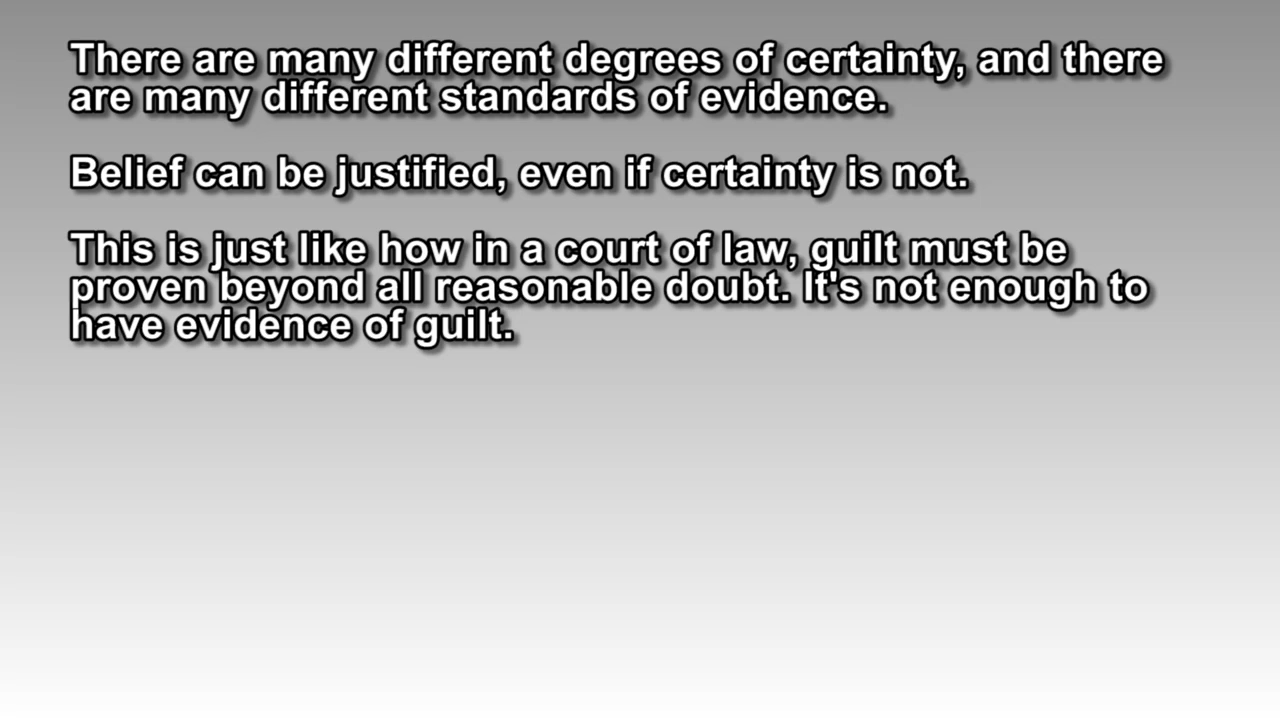 There are many different degrees of certainty, and there
are many different standards of evidence.
Belief can be justified, even if certainty is not.
This is just like how in a court of law, guilt must be
proven beyond all reasonable doubt. It's not enough to
have evidence of guilt.